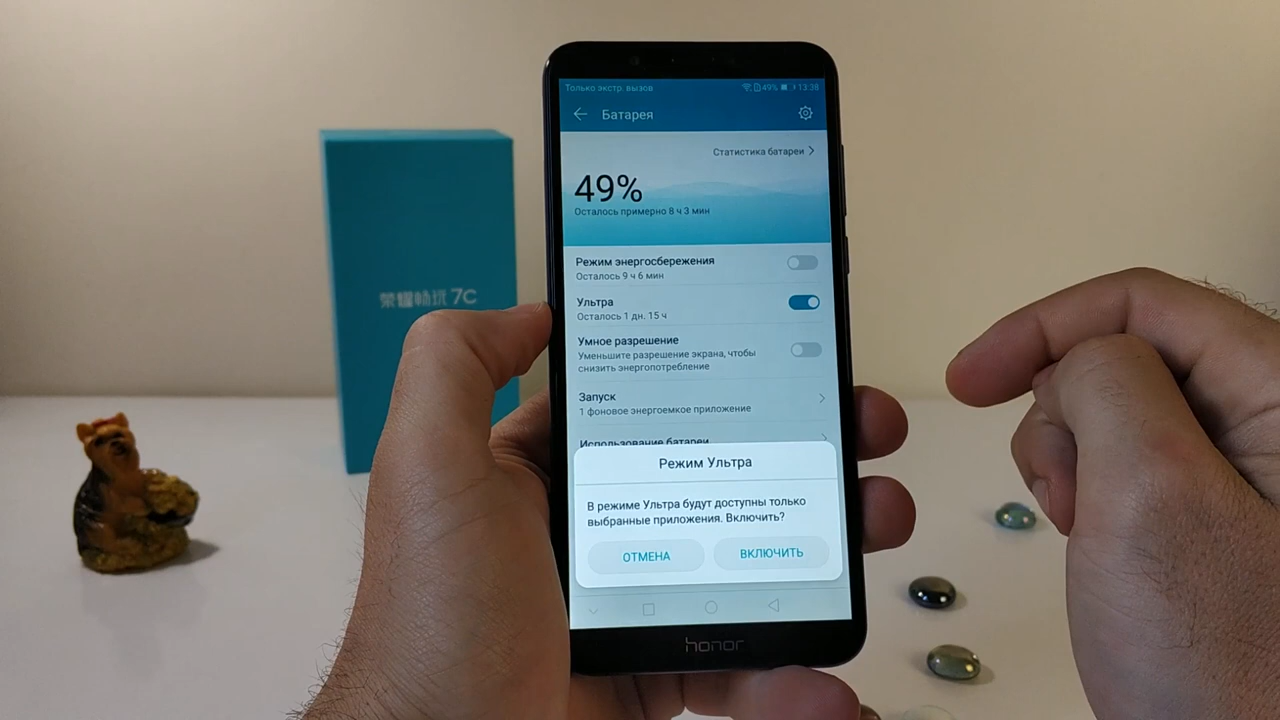 Только экстр. вызов 49% 13:38
Батарея
Статистика батареи
49%
Осталось примерно 8 ч 3 мин
Режим энергосбережения
Осталось 9 ч 6 мин
Ультра
Осталось 1 дн. 15 ч
Умное разрешение
Уменьшите разрешение экрана, чтобы
снизить энергопотребление
Запуск
1 фоновое энергоемкое приложение
Использование батареи
Режим Ультра
В режиме Ультра будут доступны только
выбранные приложения. Включить?
ОТМЕНА ВКЛЮЧИТЬ
honor
荣耀畅玩 7C